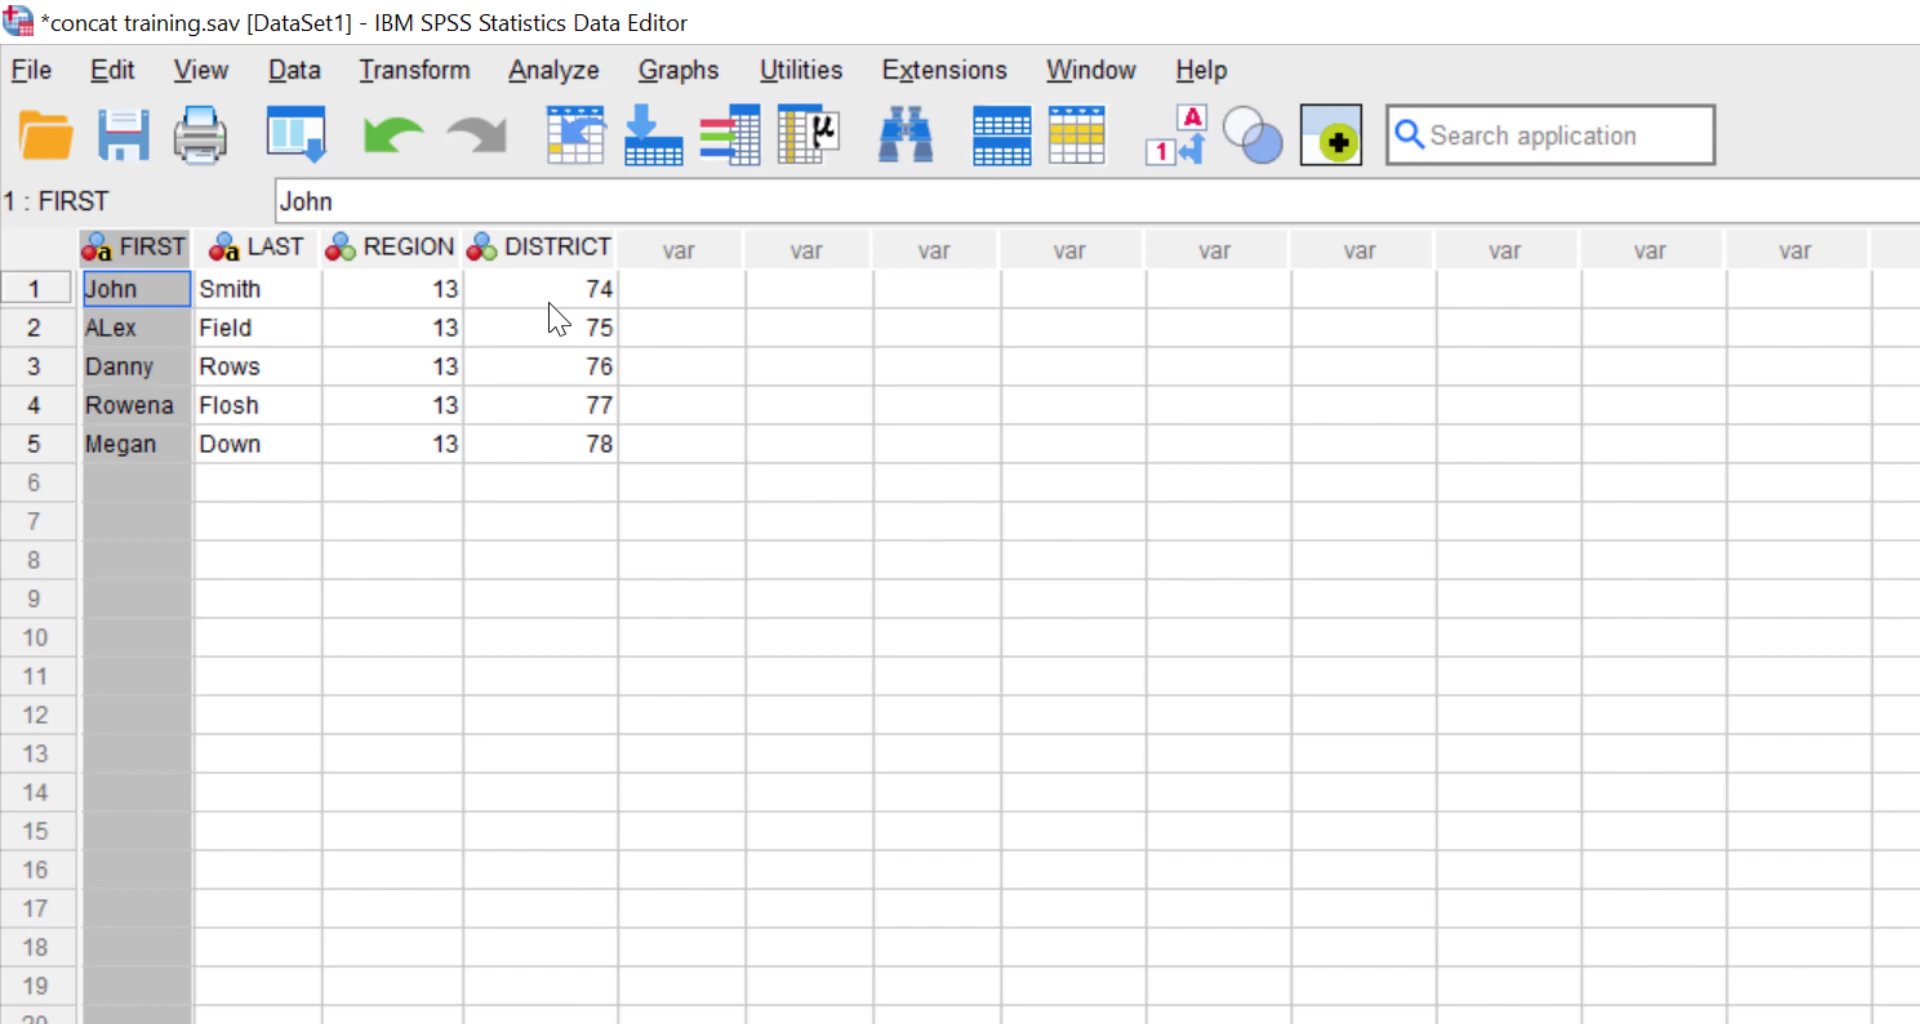 *concat training.sav [DataSet1] - IBM SPSS Statistics Data Editor
File Edit View Data Transform Analyze Graphs Utilities Extensions Window Help
µ A 1 Search application
1 : FIRST John
a FIRST a LAST REGION DISTRICT var var var var var var var var var
1 John Smith 13 74
2 ALex Field 13 75
3 Danny Rows 13 76
4 Rowena Flosh 13 77
5 Megan Down 13 78
6
7
8
9
10
11
12
13
14
15
16
17
18
19
20